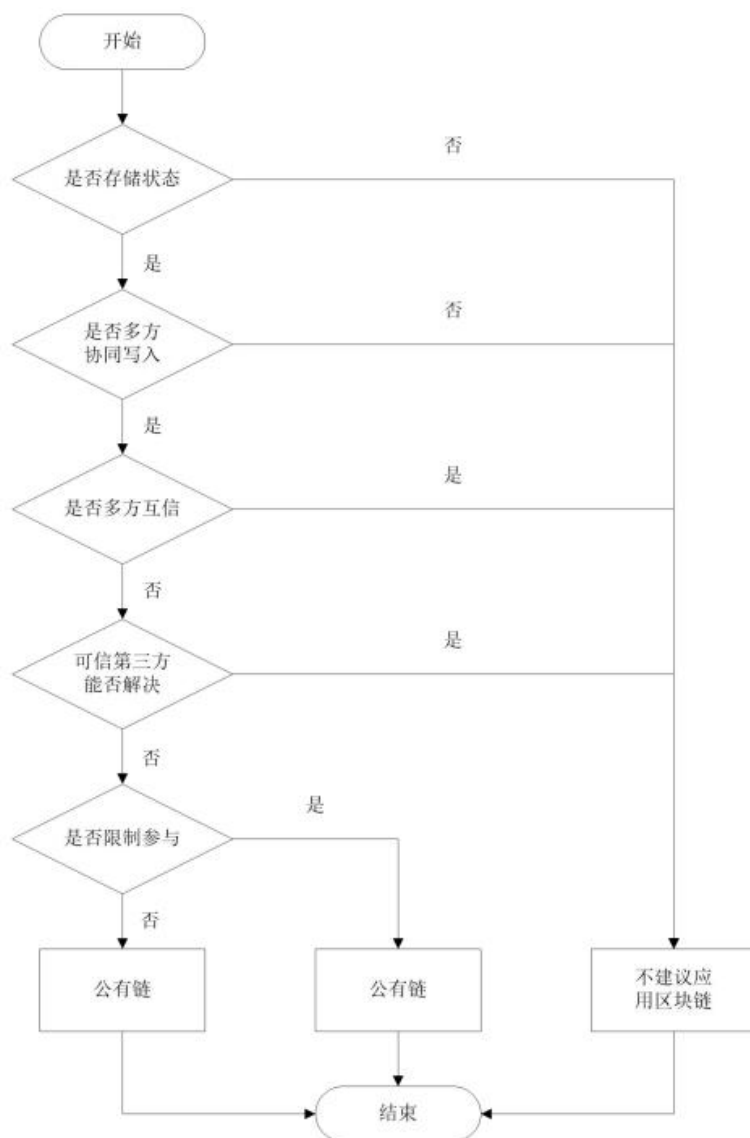 开始
否
是否存储状态
是
否
是否多方
协同写入
是
是
是否多方互信
否
是
可信第三方
能否解决
否
是
是否限制参与
否
公有链
公有链
不建议应
用区块链
结束